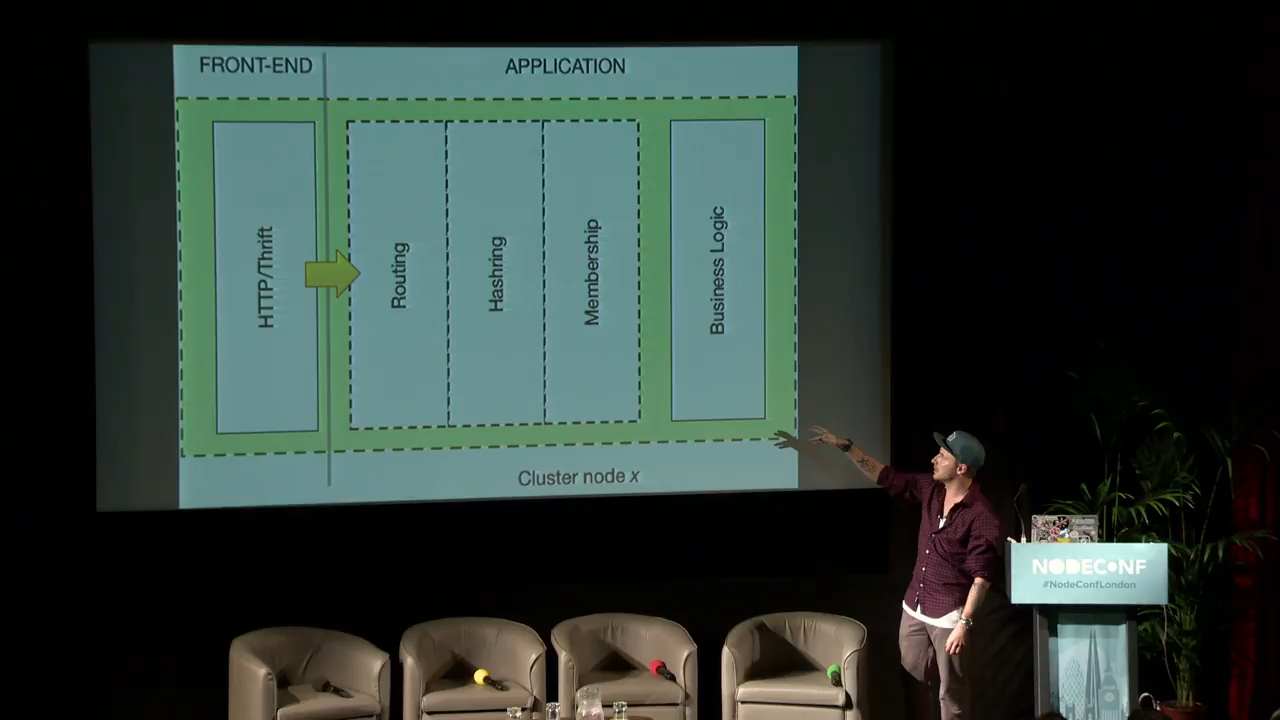 FRONT-END
APPLICATION
HTTP/Thrift
Routing
Hashring
Membership
Business Logic
Cluster node x
NODECONF
#NodeConfLondon